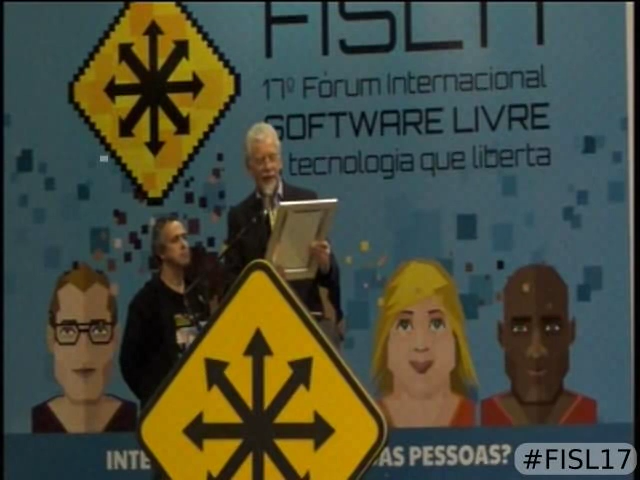 FISL17
17º Fórum Internacional
SOFTWARE LIVRE
tecnologia que liberta
INTE AS PESSOAS?
#FISL17